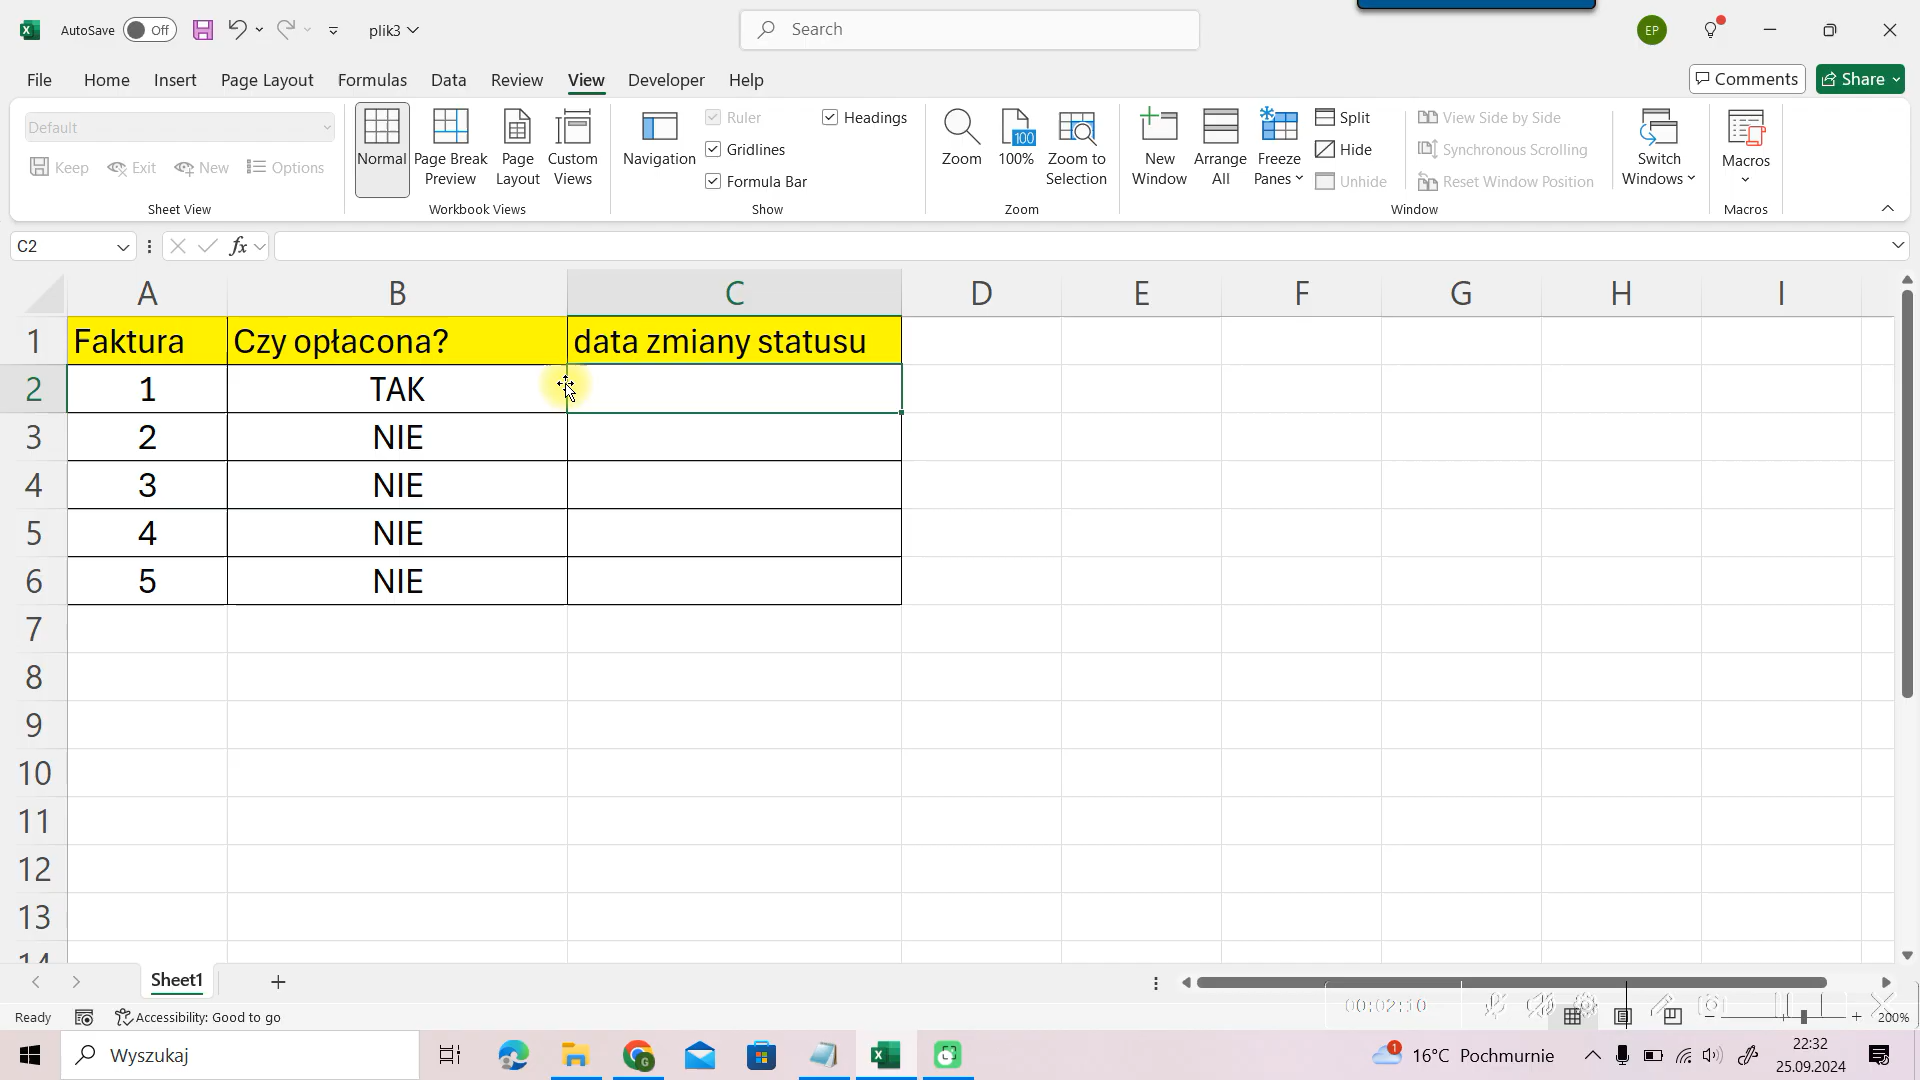 AutoSave Off plik3 Search EP
File Home Insert Page Layout Formulas Data Review View Developer Help Comments Share
Default
Keep Exit New Options
Sheet View
Normal Page Break Preview Page Layout Custom Views
Workbook Views
Navigation Ruler Headings
Gridlines
Formula Bar
Show
Zoom 100 100% Zoom to Selection
Zoom
New Window Arrange All Freeze Panes Split
Hide
Unhide
View Side by Side
Synchronous Scrolling
Reset Window Position
Switch Windows
Window
Macros
Macros
C2 fx
A B C D E F G H I
1 Faktura Czy opłacona? data zmiany statusu
2 1 TAK
3 2 NIE
4 3 NIE
5 4 NIE
6 5 NIE
7
8
9
10
11
12
13
14
Sheet1
Ready Accessibility: Good to go 00:02:10 200%
Wyszukaj G 1 16°C Pochmurnie 22:32
25.09.2024